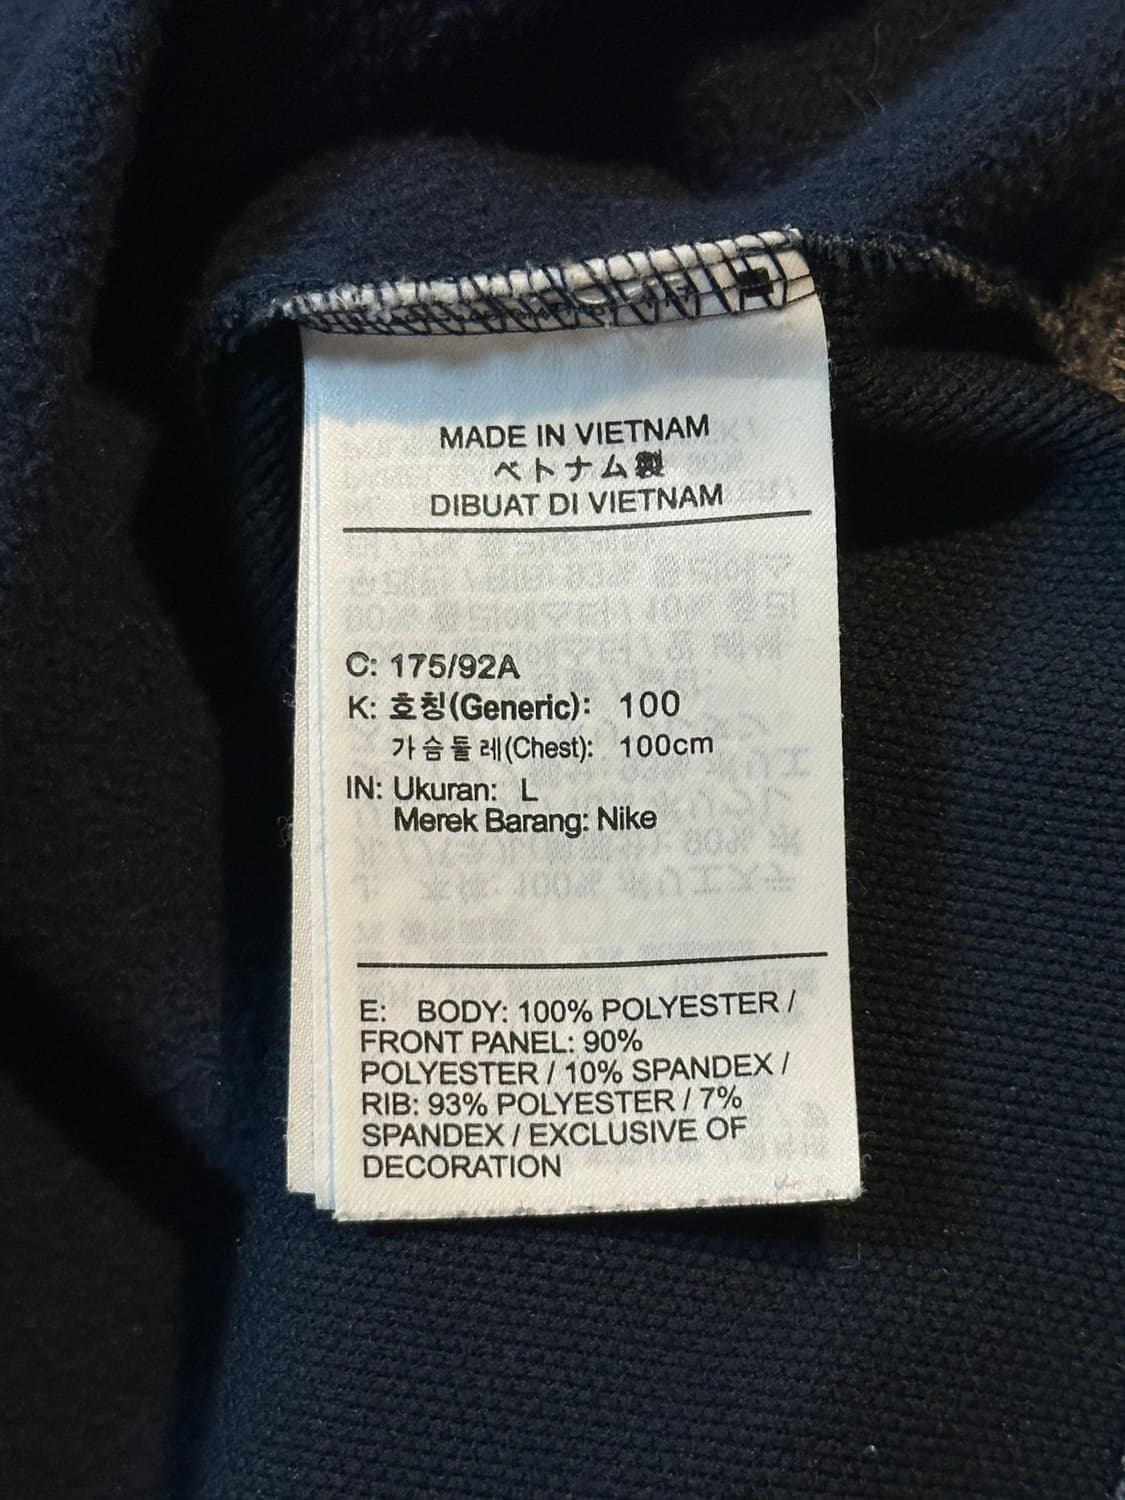 MADE IN VIETNAM
ベトナム製
DIBUAT DI VIETNAM
C: 175/92A
K: 호칭(Generic): 100
가슴둘레(Chest): 100cm
IN: Ukuran: L
Merek Barang: Nike
E: BODY: 100% POLYESTER /
FRONT PANEL: 90%
POLYESTER / 10% SPANDEX /
RIB: 93% POLYESTER / 7%
SPANDEX / EXCLUSIVE OF
DECORATION